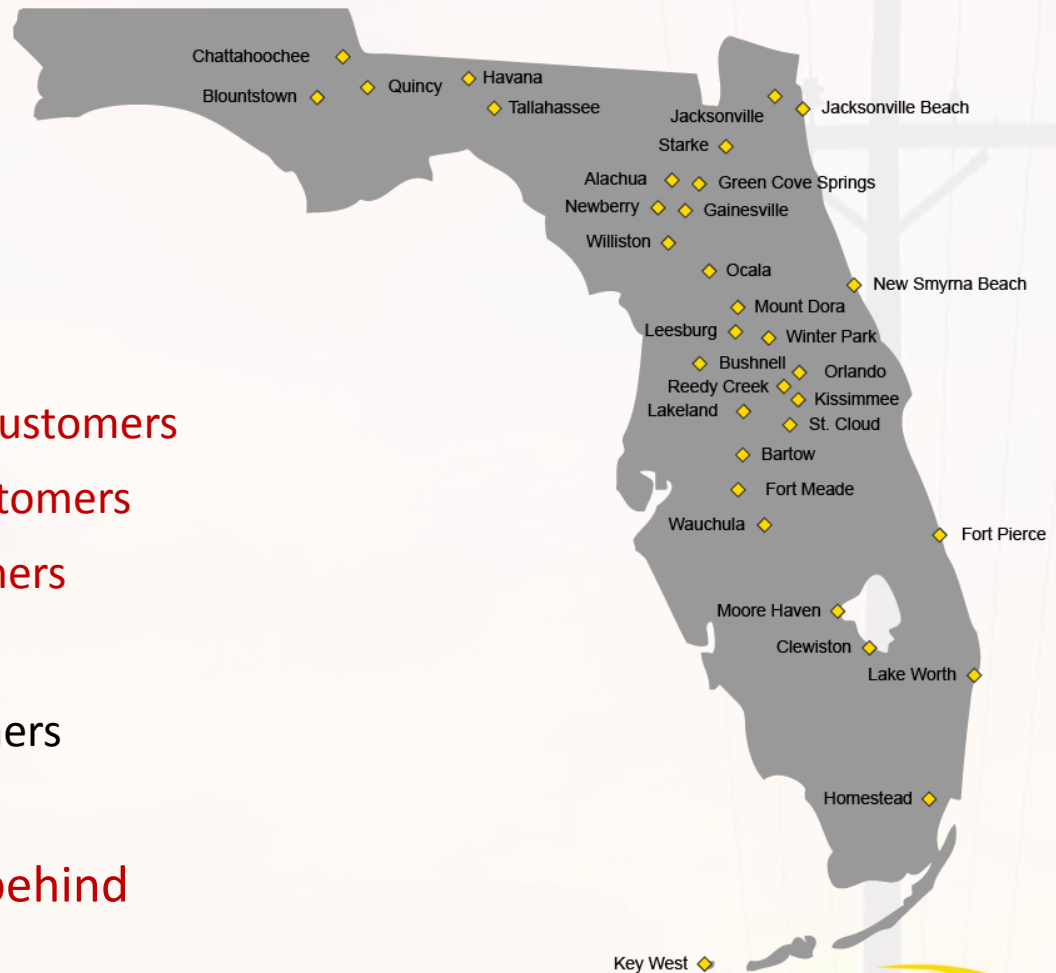 Chattahoochee
Quincy
Havana
Blountstown
Tallahassee
Jacksonville
Jacksonville Beach
Starke
Alachua
Green Cove Springs
Newberry
Gainesville
Williston
Ocala
New Smyrna Beach
Mount Dora
Leesburg
Winter Park
Bushnell
Orlando
Reedy Creek
Kissimmee
Lakeland
St. Cloud
Bartow
Fort Meade
Wauchula
Fort Pierce
Moore Haven
Clewiston
Lake Worth
Homestead
Key West
ustomers
tomers
ners
ners
behind